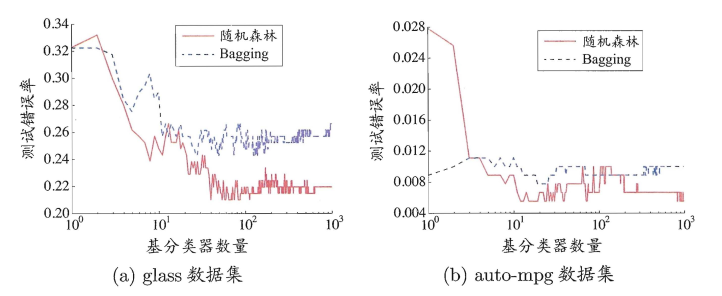 0.34
0.32
0.30
0.28
0.26
0.24
0.22
0.20
测试错误率
随机森林
Bagging
10^0
10^1
10^2
10^3
基分类器数量
(a) glass 数据集
0.028
0.024
0.020
0.016
0.012
0.008
0.004
测试错误率
随机森林
Bagging
10^0
10^1
10^2
10^3
基分类器数量
(b) auto-mpg 数据集